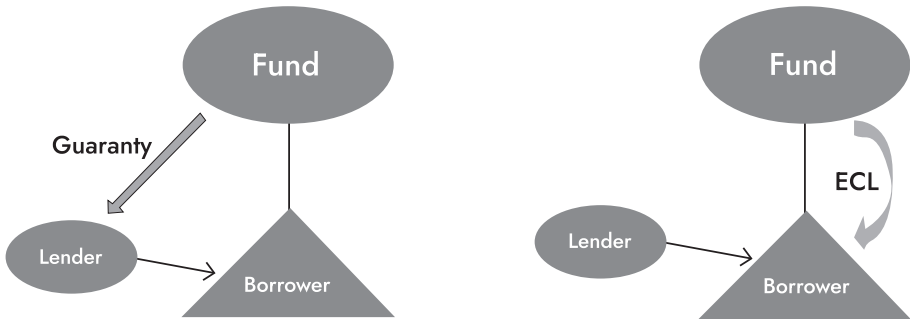 Fund
Guaranty
Lender
Borrower
Fund
ECL
Lender
Borrower